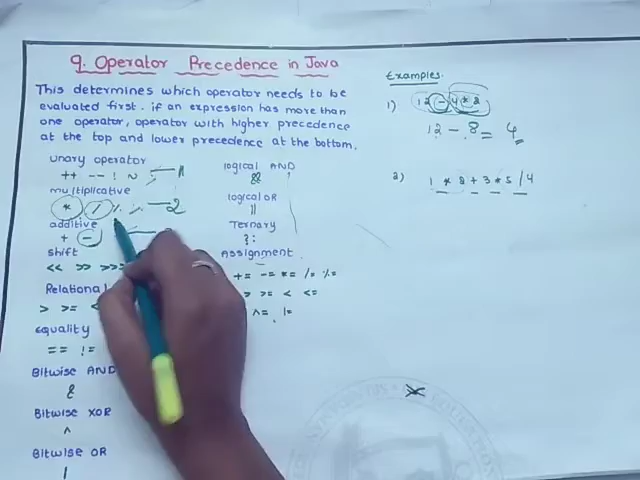 9. Operator Precedence in Java
This determines which operator needs to be
evaluated first. if an expression has more than
one operator, operator with higher precedence
at the top and lower precedence at the bottom.
unary operator
++ -- ! ~ 1
multiplicative
* / % 2
additive
+ -
shift
<< >> >>>
Relational
> >= <
Equality
== !=
Bitwise AND
&
Bitwise XOR
^
Bitwise OR
|
logical AND
&&
logical OR
||
Ternary
?:
Assignment
+= -= *= /= %=
> >= < <=
^= |=
Examples.
1) 12 - 4 * 2
12 - 8 = 4
2) 1 * 2 + 3 * 5 / 4